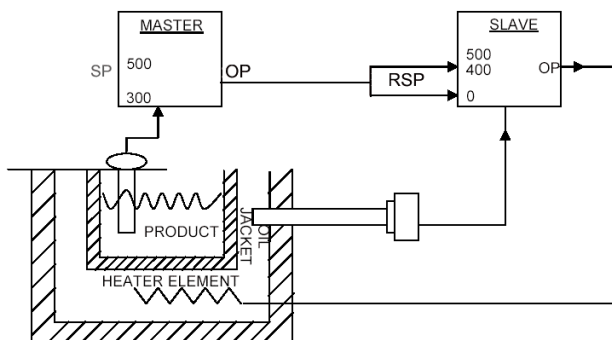 MASTER
SP
500
OP
300
SLAVE
500
400
OP
RSP
0
PRODUCT
OIL
JACKET
HEATER ELEMENT